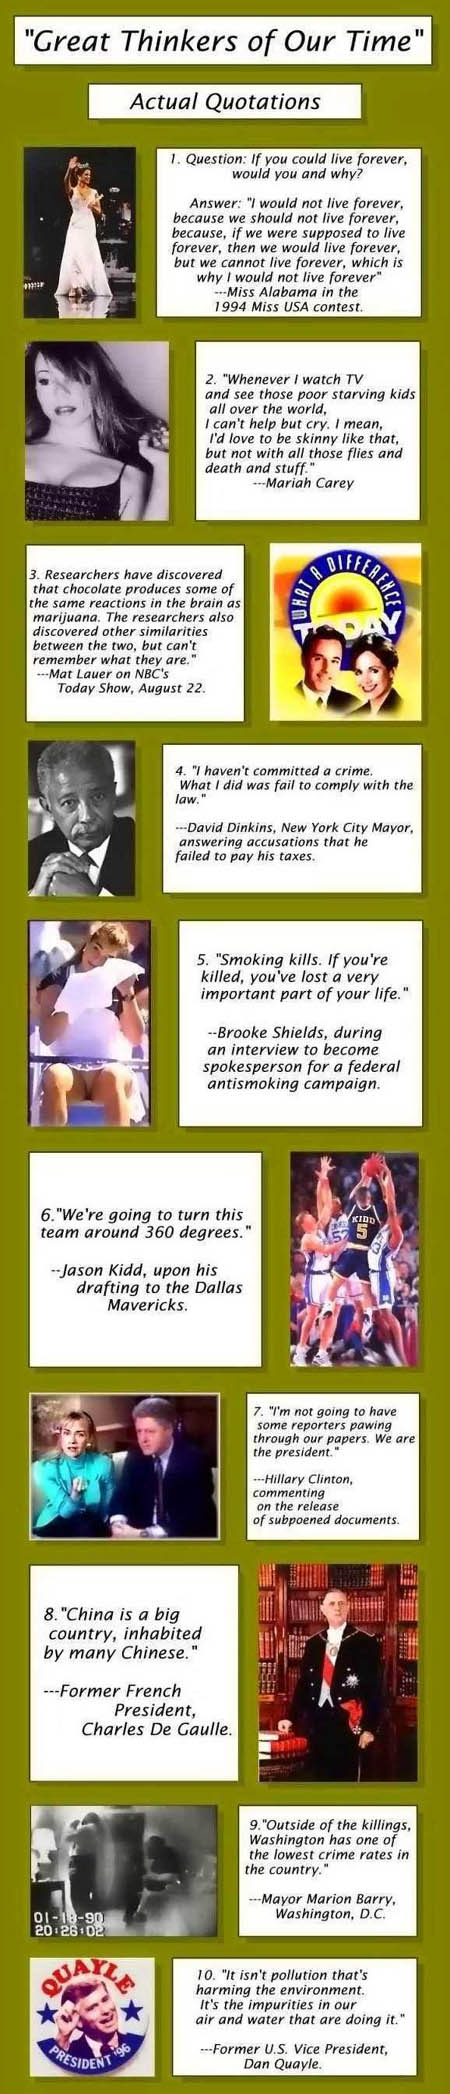 "Great Thinkers of Our Time"
Actual Quotations
1. Question: If you could live forever,
would you and why?
Answer: "I would not live forever,
because we should not live forever,
because, if we were supposed to live
forever, then we would live forever,
but we cannot live forever, which is
why I would not live forever"
---Miss Alabama in the
1994 Miss USA contest.
2. "Whenever I watch TV
and see those poor starving kids
all over the world,
I can't help but cry. I mean,
I'd love to be skinny like that,
but not with all those flies and
death and stuff."
---Mariah Carey
3. Researchers have discovered
that chocolate produces some of
the same reactions in the brain as
marijuana. The researchers also
discovered other similarities
between the two, but can't
remember what they are."
---Mat Lauer on NBC's
Today Show, August 22.
WHAT A DIFFERENCE
TODAY
4. "I haven't committed a crime.
What I did was fail to comply with the
law."
---David Dinkins, New York City Mayor,
answering accusations that he
failed to pay his taxes.
5. "Smoking kills. If you're
killed, you've lost a very
important part of your life."
--Brooke Shields, during
an interview to become
spokesperson for a federal
antismoking campaign.
6."We're going to turn this
team around 360 degrees."
--Jason Kidd, upon his
drafting to the Dallas
Mavericks.
KIDD
5
52
3
7. "I'm not going to have
some reporters pawing
through our papers. We are
the president."
---Hillary Clinton,
commenting
on the release
of subpoened documents.
8."China is a big
country, inhabited
by many Chinese."
---Former French
President,
Charles De Gaulle.
01-18-90
20:26:02
9."Outside of the killings,
Washington has one of
the lowest crime rates in
the country."
---Mayor Marion Barry,
Washington, D.C.
QUAYLE
PRESIDENT '96
10. "It isn't pollution that's
harming the environment.
It's the impurities in our
air and water that are doing it."
---Former U.S. Vice President,
Dan Quayle.